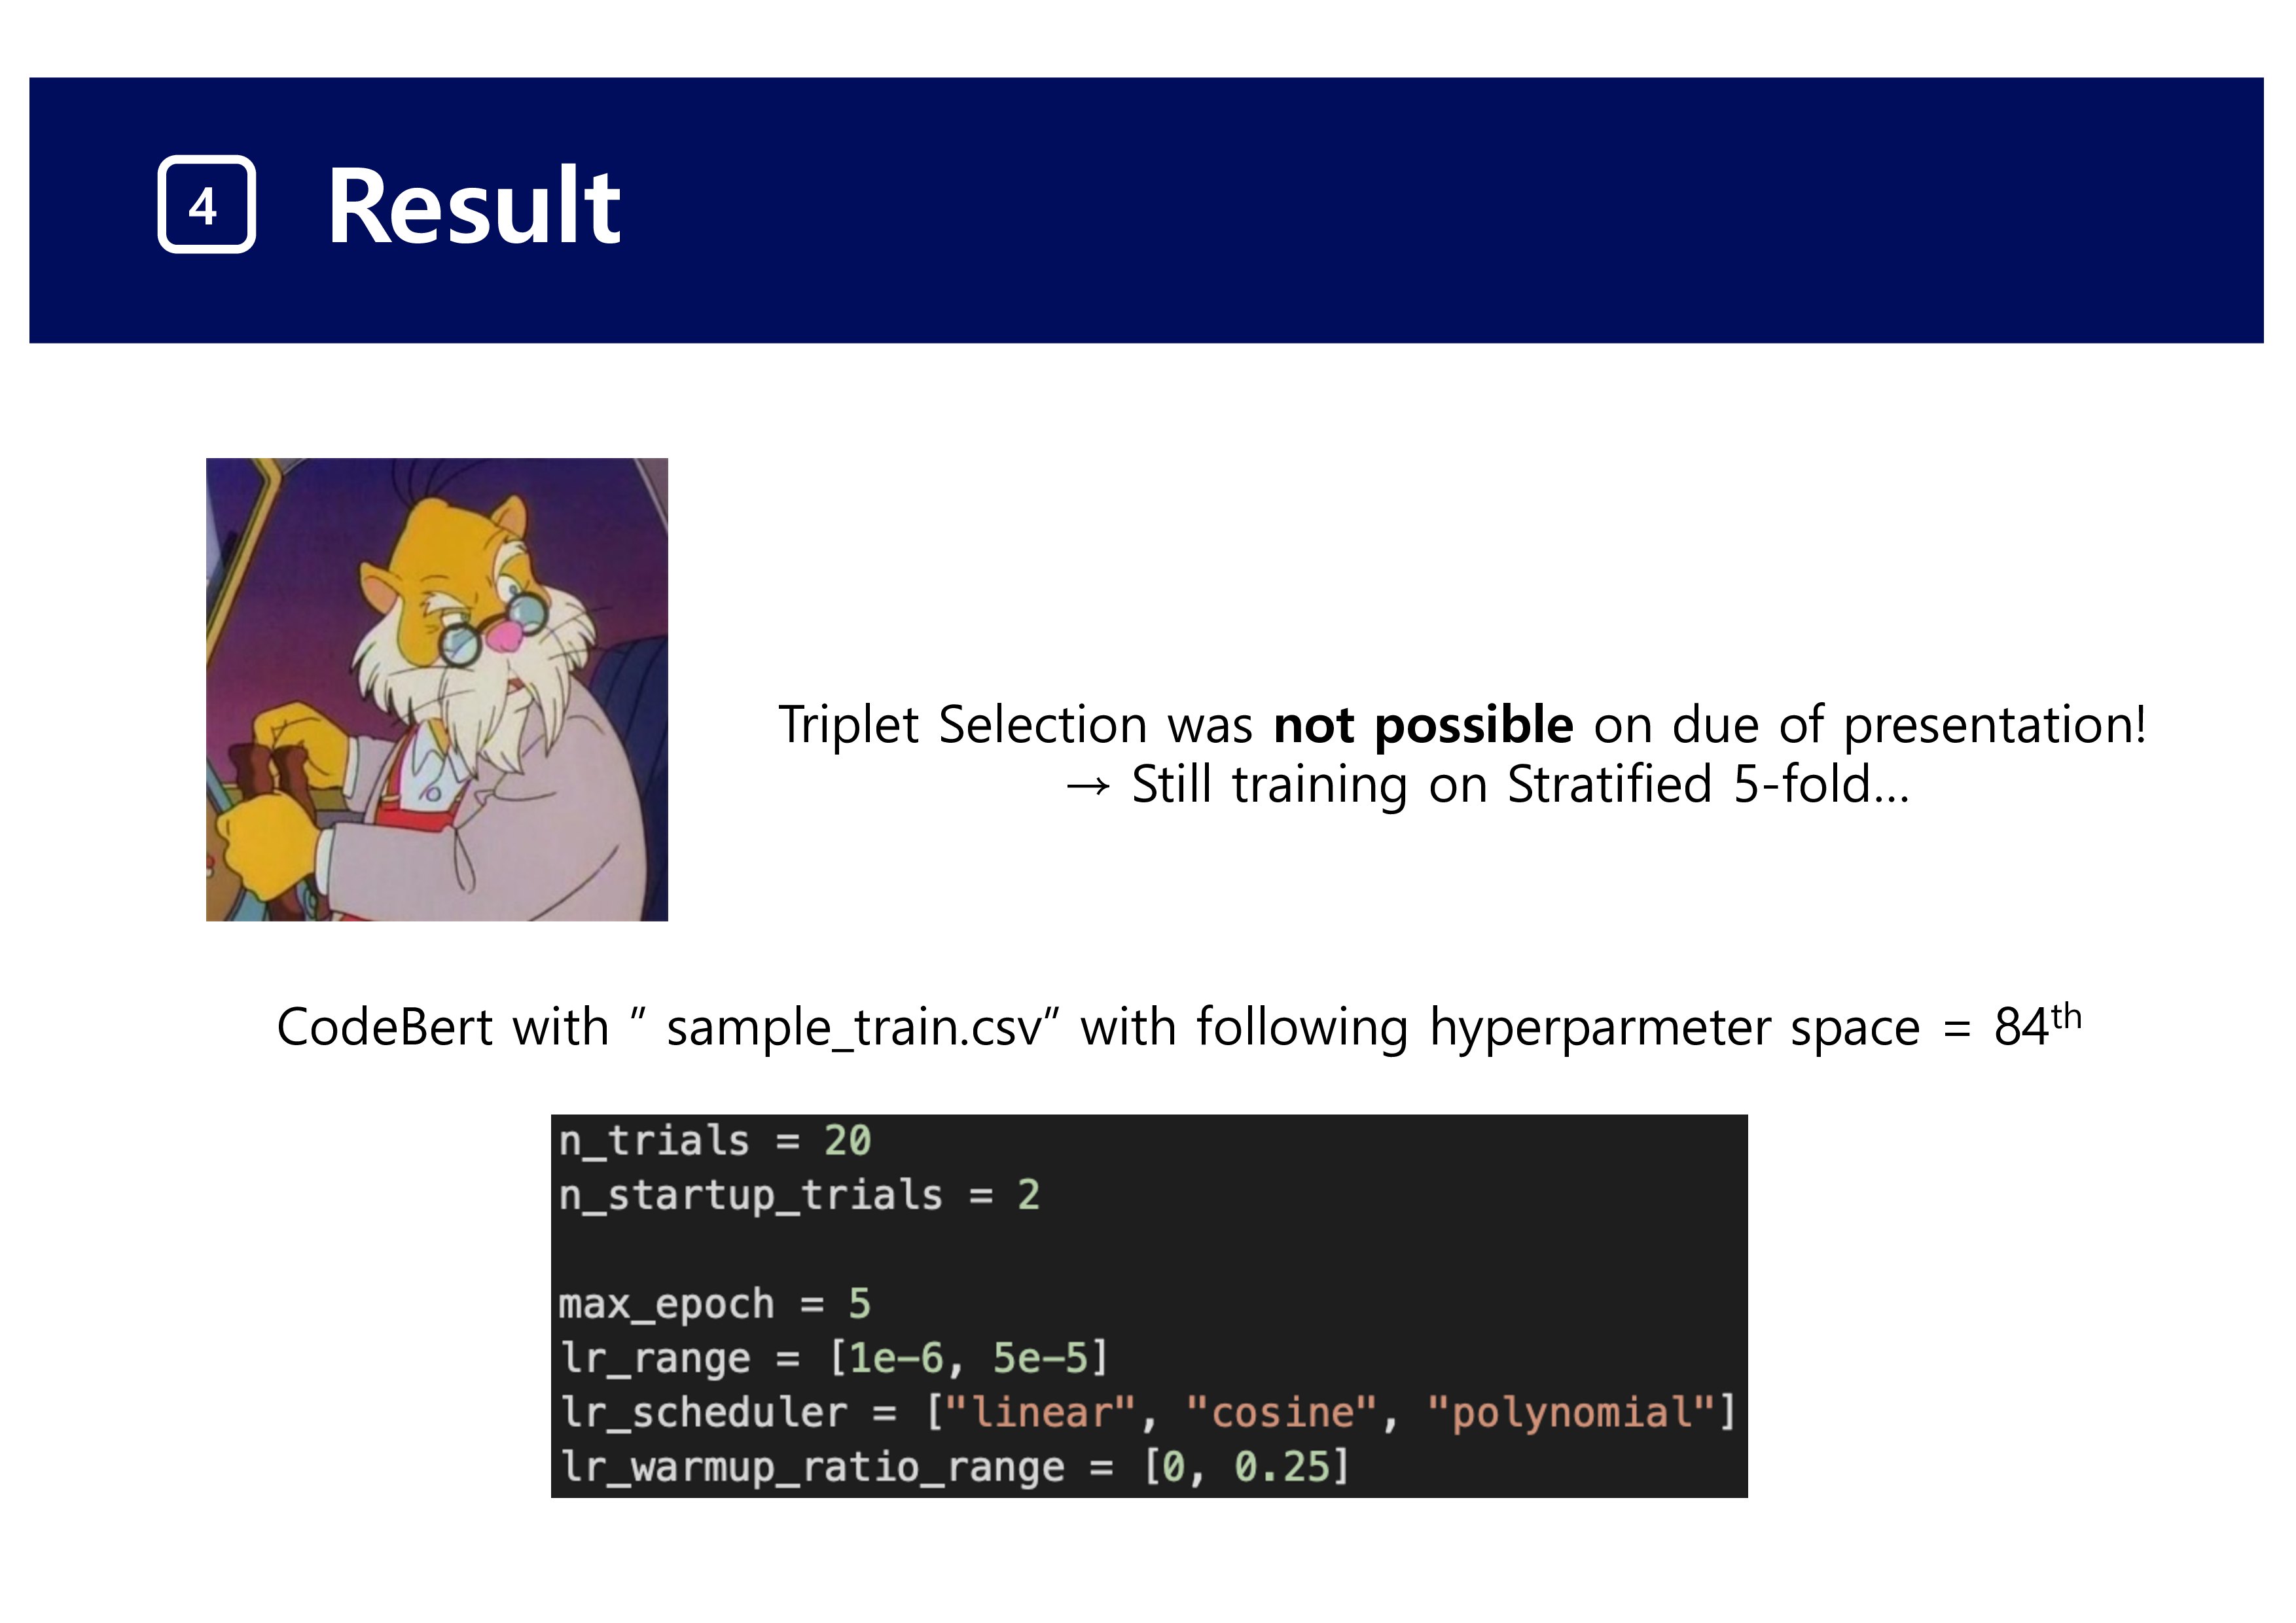 4
Result
Triplet Selection was not possible on due of presentation!
→ Still training on Stratified 5-fold...
CodeBert with ” sample_train.csv” with following hyperparmeter space = 84th
n_trials = 20
n_startup_trials = 2
max_epoch = 5
lr_range = [1e-6, 5e-5]
lr_scheduler = ["linear", "cosine", "polynomial"]
lr_warmup_ratio_range = [0, 0.25]